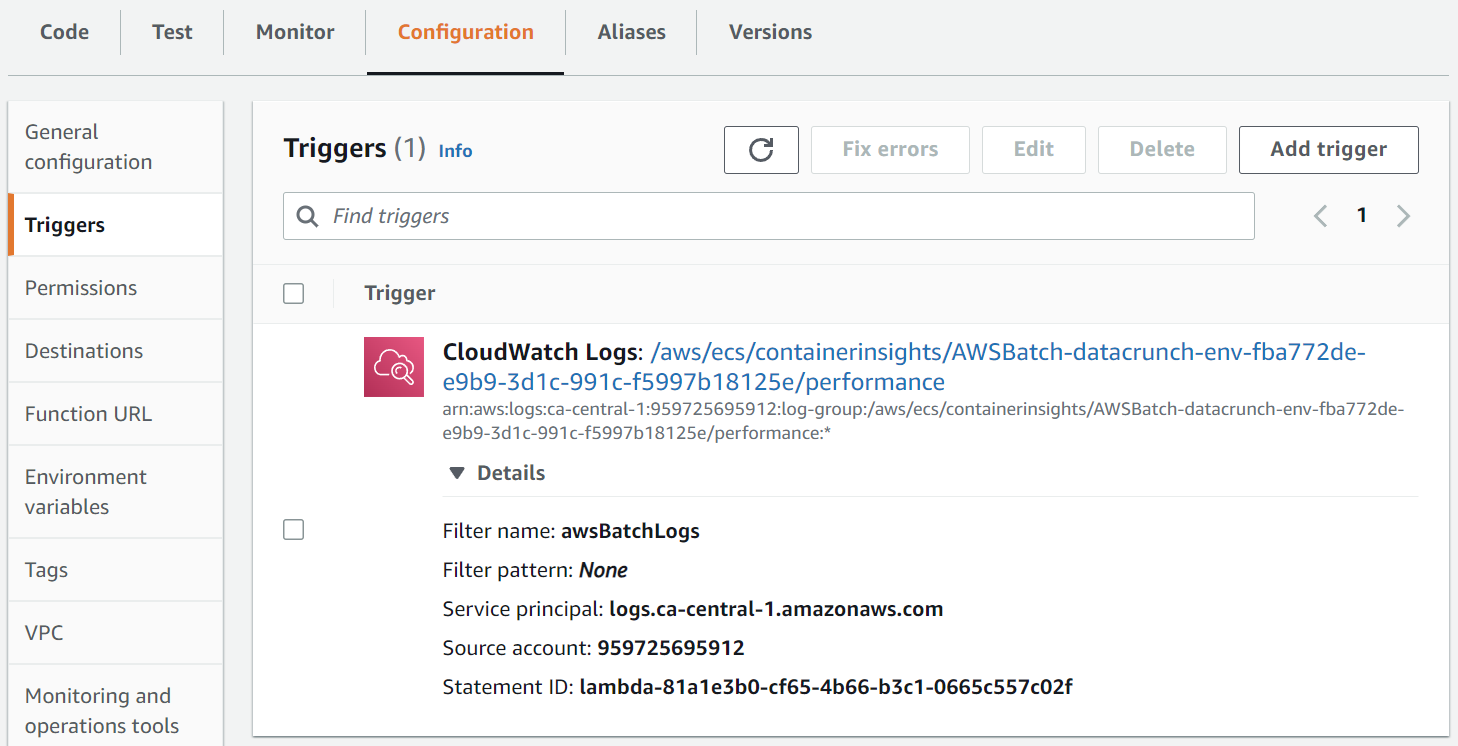 Code
Test
Monitor
Configuration
Aliases
Versions
General
configuration
Triggers
Permissions
Destinations
Function URL
Environment
variables
Tags
VPC
Monitoring and
operations tools
Triggers (1) Info
Fix errors
Edit
Delete
Add trigger
Find triggers
1
Trigger
CloudWatch Logs: /aws/ecs/containerinsights/AWSBatch-datacrunch-env-fba772de-
e9b9-3d1c-991c-f5997b18125e/performance
arn:aws:logs:ca-central-1:959725695912:log-group:/aws/ecs/containerinsights/AWSBatch-datacrunch-env-fba772de-
e9b9-3d1c-991c-f5997b18125e/performance:*
Details
Filter name: awsBatchLogs
Filter pattern: None
Service principal: logs.ca-central-1.amazonaws.com
Source account: 959725695912
Statement ID: lambda-81a1e3b0-cf65-4b66-b3c1-0665c557c02f